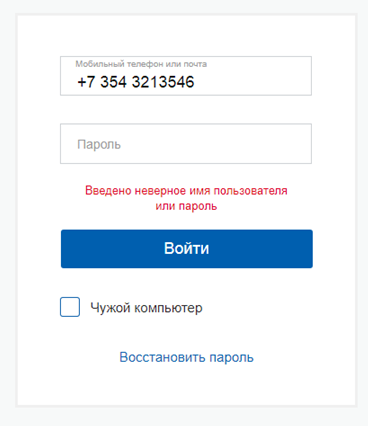 Мобильный телефон или почта
+7 354 3213546
Пароль
Введено неверное имя пользователя
или пароль
Войти
Чужой компьютер
Восстановить пароль